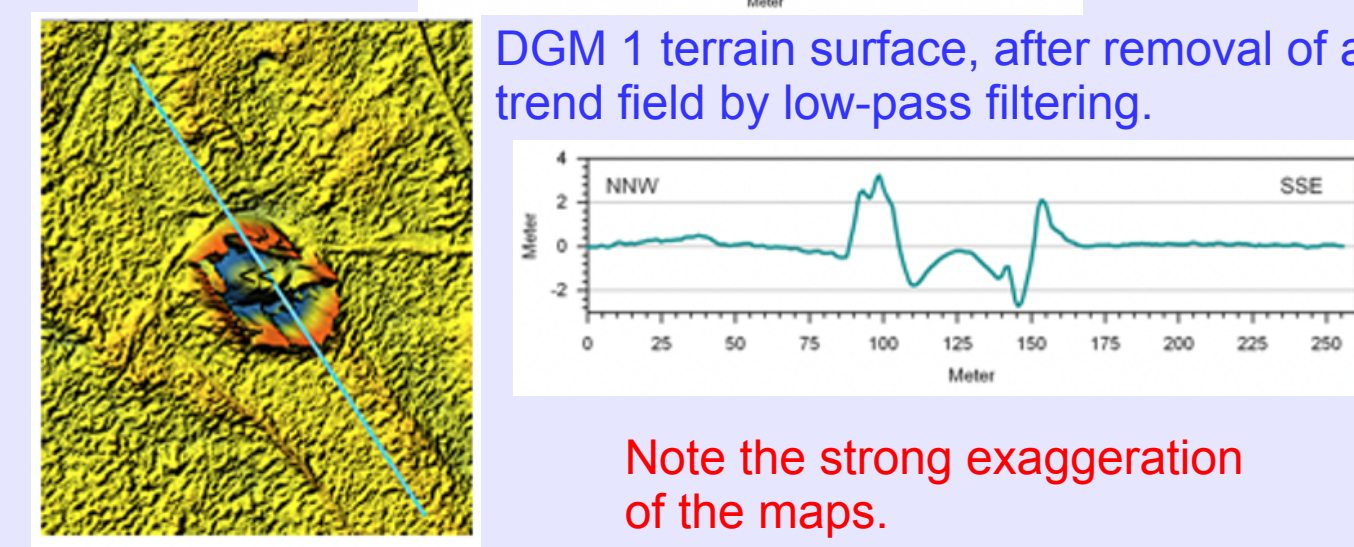 Meter
DGM 1 terrain surface, after removal of a
trend field by low-pass filtering.
4
NNW
SSE
2
Meter
0
-2
0 25 50 75 100 125 150 175 200 225 250
Meter
Note the strong exaggeration
of the maps.